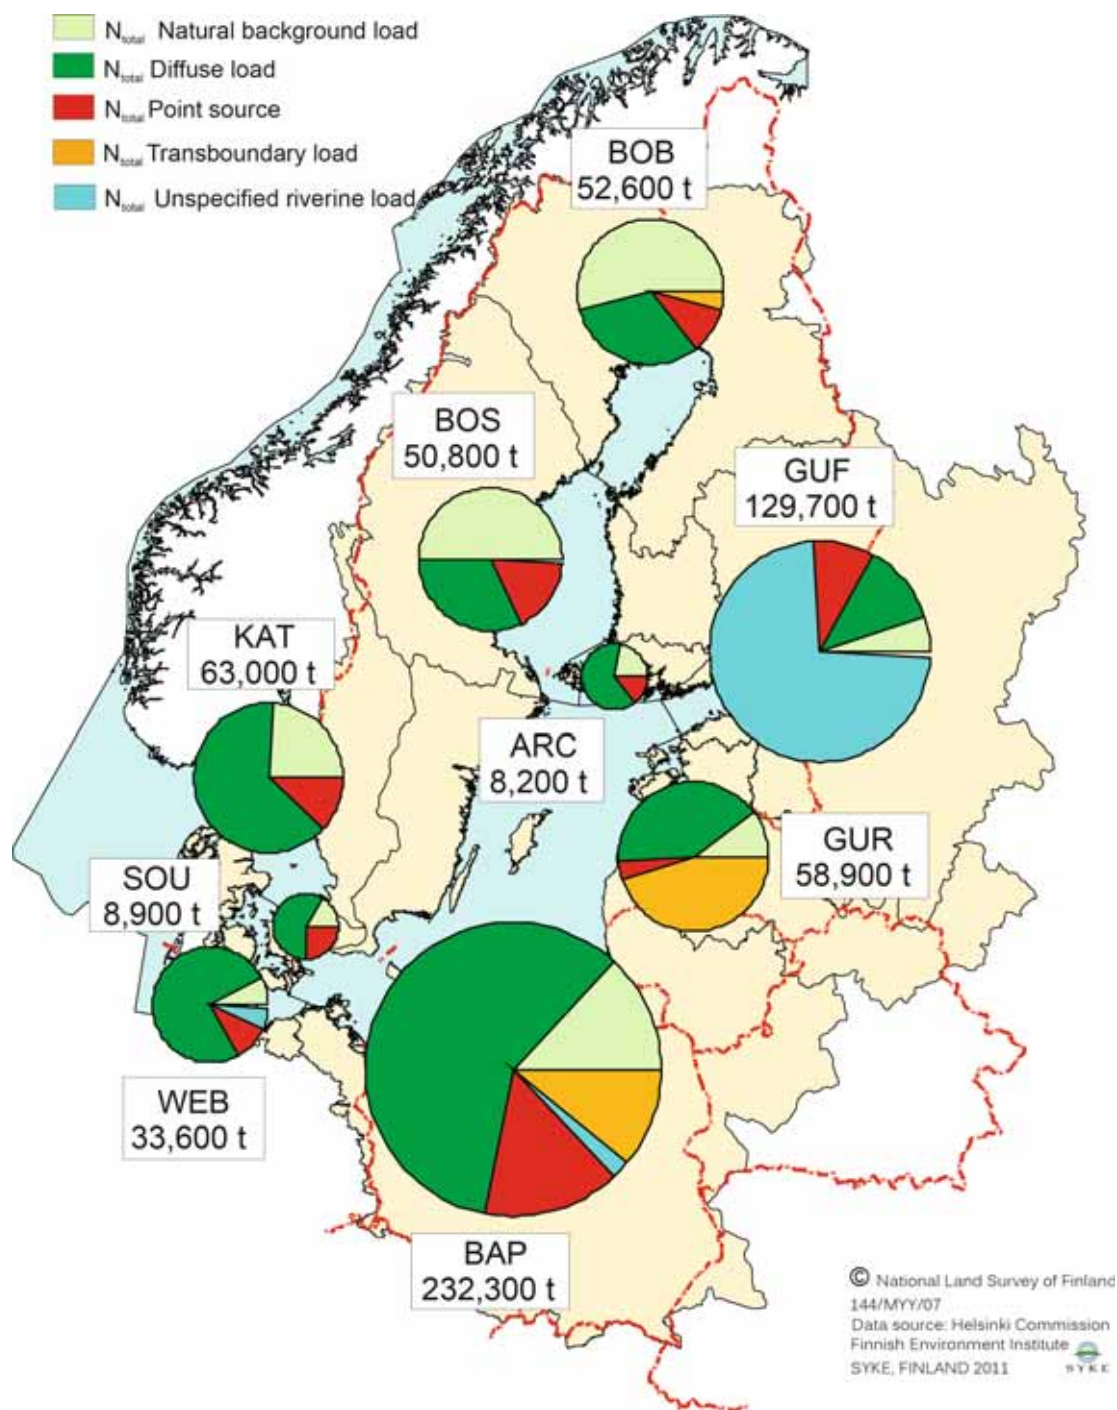 N total Natural background load
N total Diffuse load
N total Point source
N total Transboundary load
N total Unspecified riverine load
BOB
52,600 t
BOS
50,800 t
GUF
129,700 t
KAT
63,000 t
ARC
8,200 t
GUR
58,900 t
SOU
8,900 t
WEB
33,600 t
BAP
232,300 t
© National Land Survey of Finland
144/MYY/07
Data source: Helsinki Commission
Finnish Environment Institute
SYKE, FINLAND 2011
SYKE